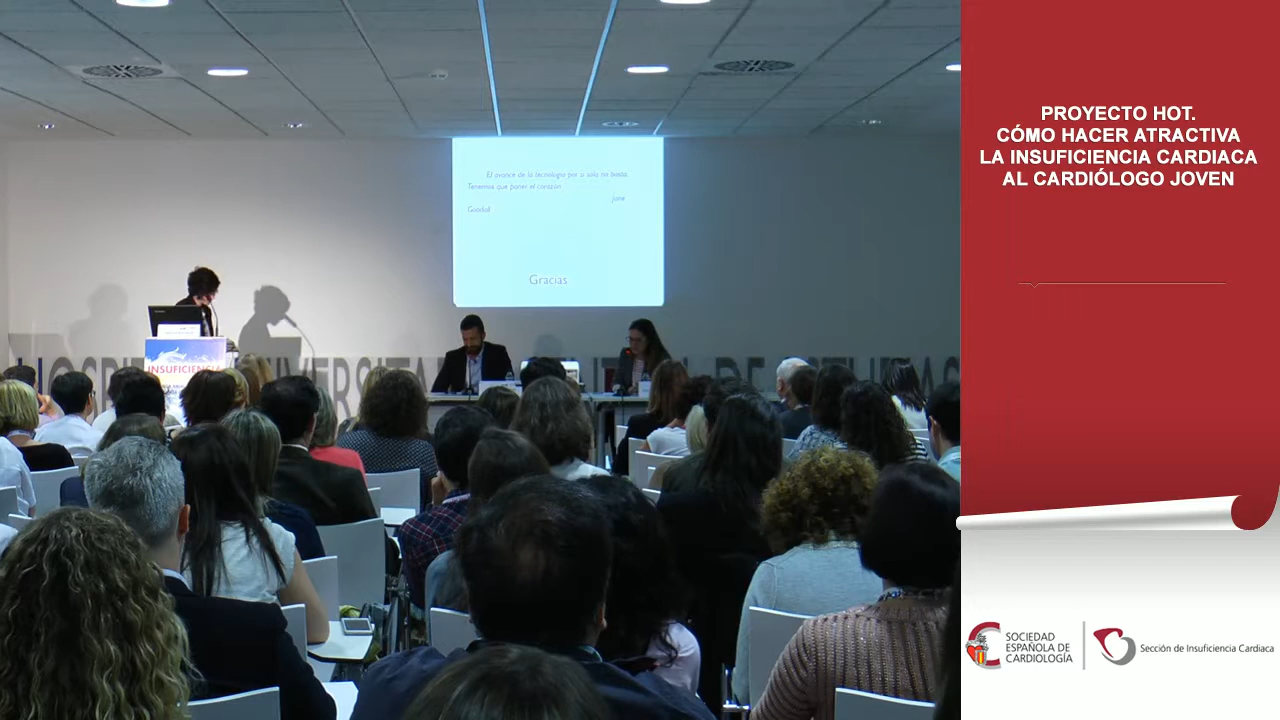 PROYECTO HOT.
CÓMO HACER ATRACTIVA
LA INSUFICIENCIA CARDIACA
AL CARDIÓLOGO JOVEN
El avance de la tecnología por si solo no basta.
Tenemos que poner el corazón
Jane
Goodall
Gracias
INSUFICIENCIA
SOCIEDAD
ESPAÑOLA DE
CARDIOLOGÍA
Sección de Insuficiencia Cardiaca